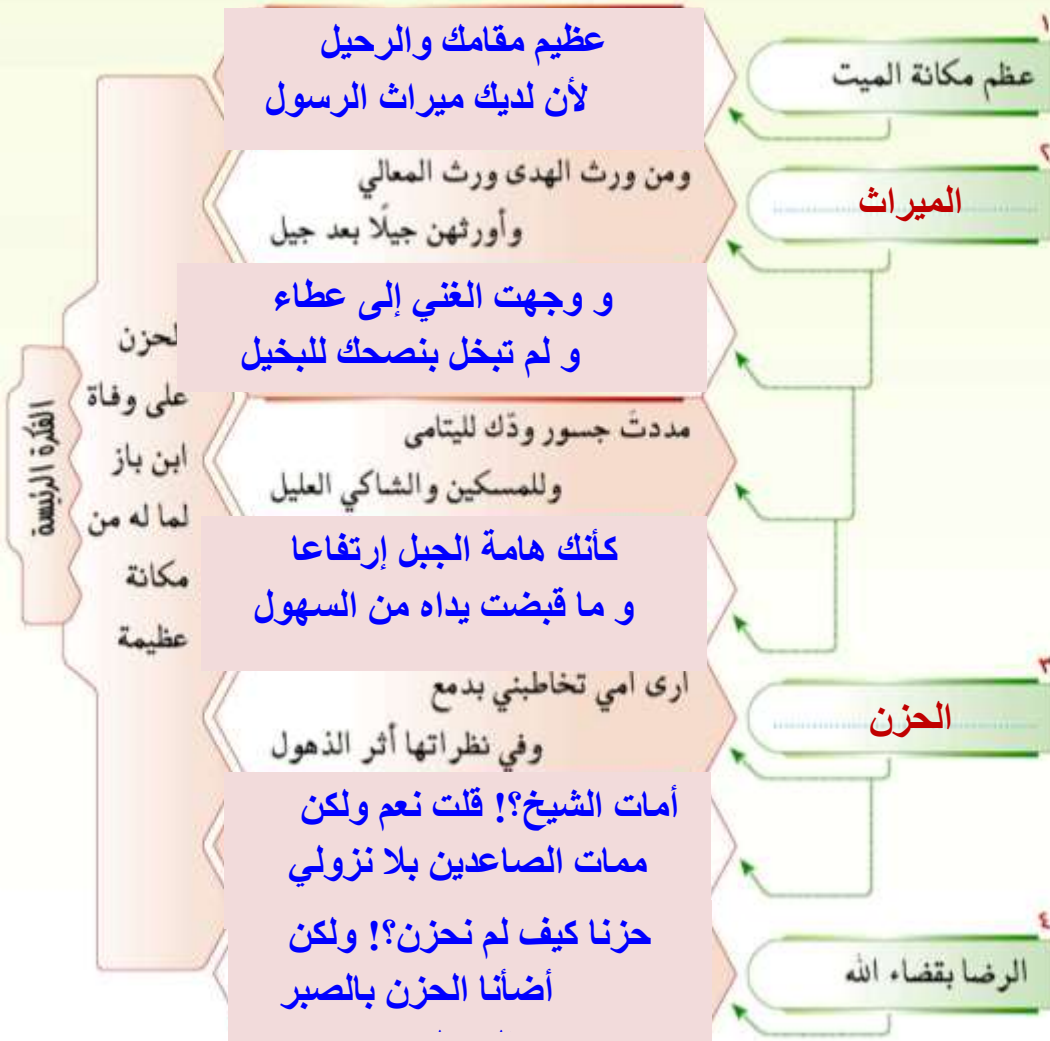 ١
عظم مكانة الميت
عظيم مقامك والرحيل
لأن لديك ميراث الرسول
٢
الميراث
ومن ورث الهدى ورث المعالي
وأورثهن جيلًا بعد جيل
و وجهت الغني إلى عطاء
و لم تبخل بنصحك للبخيل
مددتَ جسور ودّك لليتامى
وللمسكين والشاكي العليل
كأنك هامة الجبل إرتفاعا
و ما قبضت يداه من السهول
٣
الحزن
ارى امي تخاطبني بدمع
وفي نظراتها أثر الذهول
أمات الشيخ؟! قلت نعم ولكن
ممات الصاعدين بلا نزولي
٤
الرضا بقضاء الله
حزنا كيف لم نحزن؟! ولكن
أضأنا الحزن بالصبر
لحزن
على وفاة
ابن باز
لما له من
مكانة
عظيمة
الفكرة الرئيسة